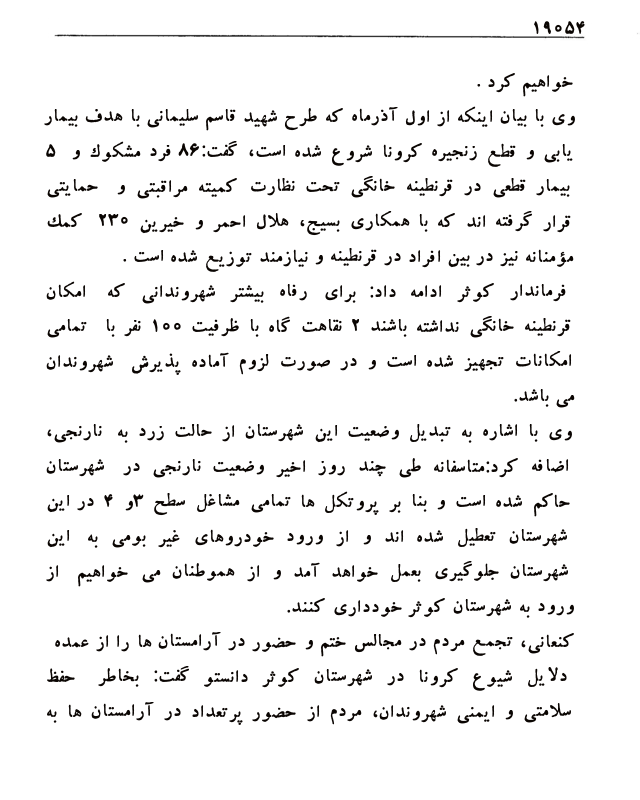 ۱۹۰۵۴
خواهیم کرد .
وی با بیان اینکه از اول آذرماه که طرح شهید قاسم سلیمانی با هدف بیمار
یابی و قطع زنجیره کرونا شروع شده است، گفت:۸۶ فرد مشکوك و ۵
بیمار قطعی در قرنطینه خانگی تحت نظارت کمیته مراقبتی و حمایتی
قرار گرفته اند که با همکاری بسیج، هلال احمر و خیرین ۲۳۰ کمك
مؤمنانه نیز در بین افراد در قرنطینه و نیازمند توزیع شده است .
فرماندار کوثر ادامه داد: برای رفاه بیشتر شهروندانی که امکان
قرنطینه خانگی نداشته باشند ۲ نقاهت گاه با ظرفیت ۱۰۰ نفر با تمامی
امکانات تجهیز شده است و در صورت لزوم آماده پذیرش شهروندان
می باشد.
وی با اشاره به تبدیل وضعیت این شهرستان از حالت زرد به نارنجی،
اضافه کرد:متاسفانه طی چند روز اخیر وضعیت نارنجی در شهرستان
حاکم شده است و بنا بر پروتکل ها تمامی مشاغل سطح ۳و ۴ در این
شهرستان تعطیل شده اند و از ورود خودروهای غیر بومی به این
شهرستان جلوگیری بعمل خواهد آمد و از هموطنان می خواهیم از
ورود به شهرستان کوثر خودداری کنند.
کنعانی، تجمع مردم در مجالس ختم و حضور در آرامستان ها را از عمده
دلایل شیوع کرونا در شهرستان کوثر دانستو گفت: بخاطر حفظ
سلامتی و ایمنی شهروندان، مردم از حضور پرتعداد در آرامستان ها به